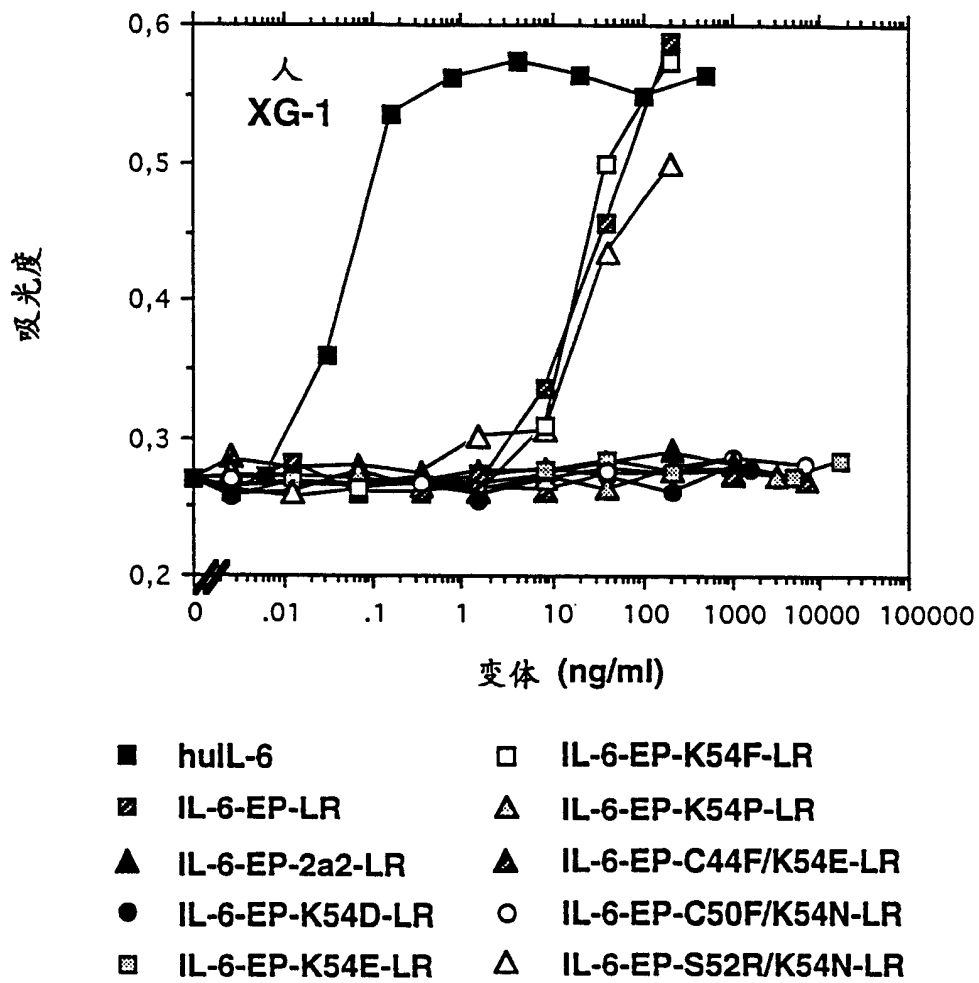 0,6
人
XG-1
0,5
吸光度
0,4
0,3
0,2
0 .01 .1 1 10 100 1000 10000 100000
变体 (ng/ml)
huIL-6
IL-6-EP-LR
IL-6-EP-2a2-LR
IL-6-EP-K54D-LR
IL-6-EP-K54E-LR
IL-6-EP-K54F-LR
IL-6-EP-K54P-LR
IL-6-EP-C44F/K54E-LR
IL-6-EP-C50F/K54N-LR
IL-6-EP-S52R/K54N-LR